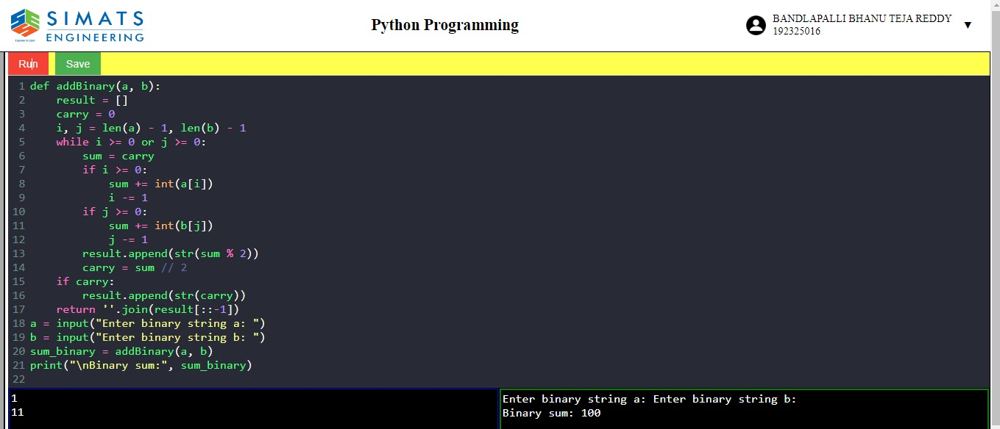 SIMATS
ENGINEERING
Python Programming
BANDLAPALLI BHANU TEJA REDDY
192325016
▼
Run Save
1 def addBinary(a, b):
2     result = []
3     carry = 0
4     i, j = len(a) - 1, len(b) - 1
5     while i >= 0 or j >= 0:
6         sum = carry
7         if i >= 0:
8             sum += int(a[i])
9             i -= 1
10         if j >= 0:
11             sum += int(b[j])
12             j -= 1
13         result.append(str(sum % 2))
14         carry = sum // 2
15     if carry:
16         result.append(str(carry))
17     return ''.join(result[::-1])
18 a = input("Enter binary string a: ")
19 b = input("Enter binary string b: ")
20 sum_binary = addBinary(a, b)
21 print("\nBinary sum:", sum_binary)
22
1
11
Enter binary string a: Enter binary string b:
Binary sum: 100